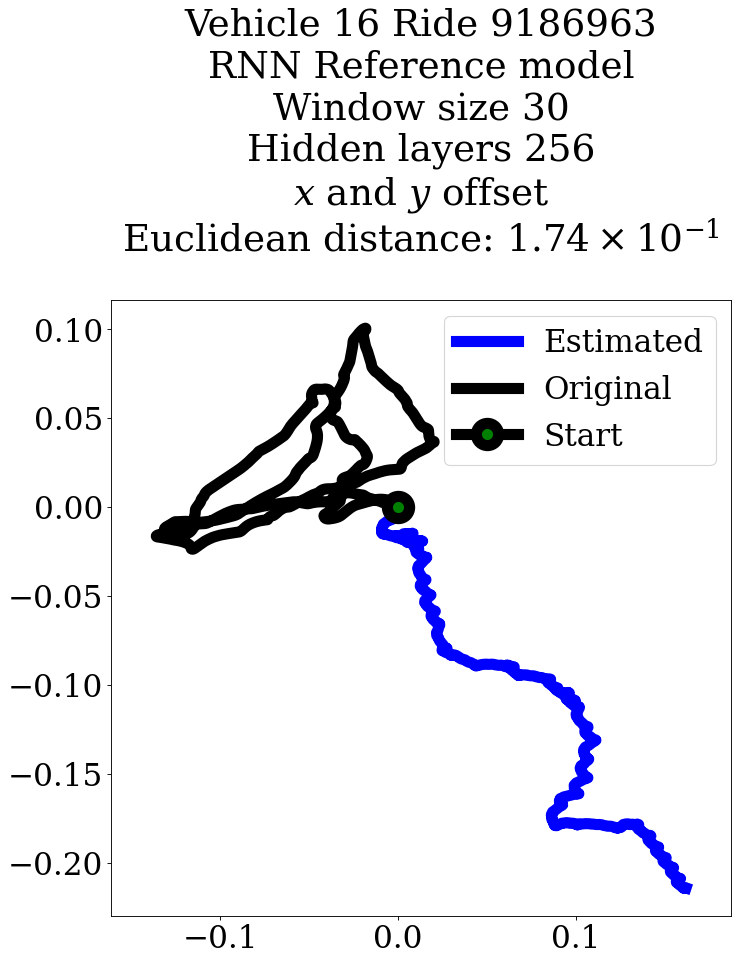 Vehicle 16 Ride 9186963
RNN Reference model
Window size 30
Hidden layers 256
x and y offset
Euclidean distance: 1.74 × 10⁻¹
Estimated
Original
Start
0.10
0.05
0.00
−0.05
−0.10
−0.15
−0.20
−0.1 0.0 0.1